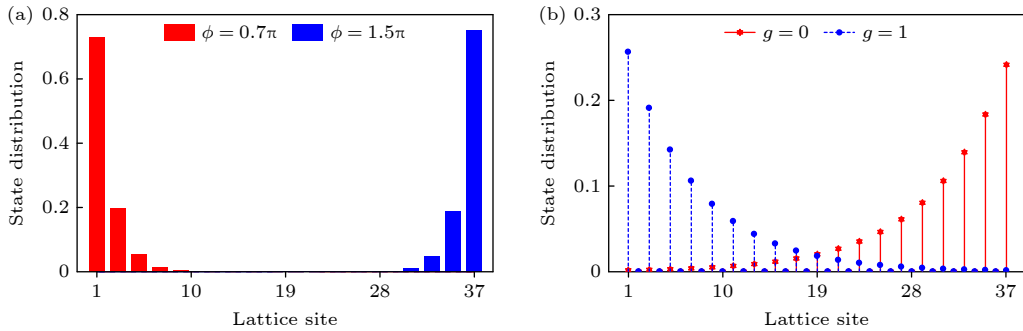 (a)
0.8
0.6
0.4
0.2
0
State distribution
ϕ = 0.7π
ϕ = 1.5π
1 10 19 28 37
Lattice site
(b)
0.3
0.2
0.1
0
State distribution
g = 0
g = 1
1 10 19 28 37
Lattice site